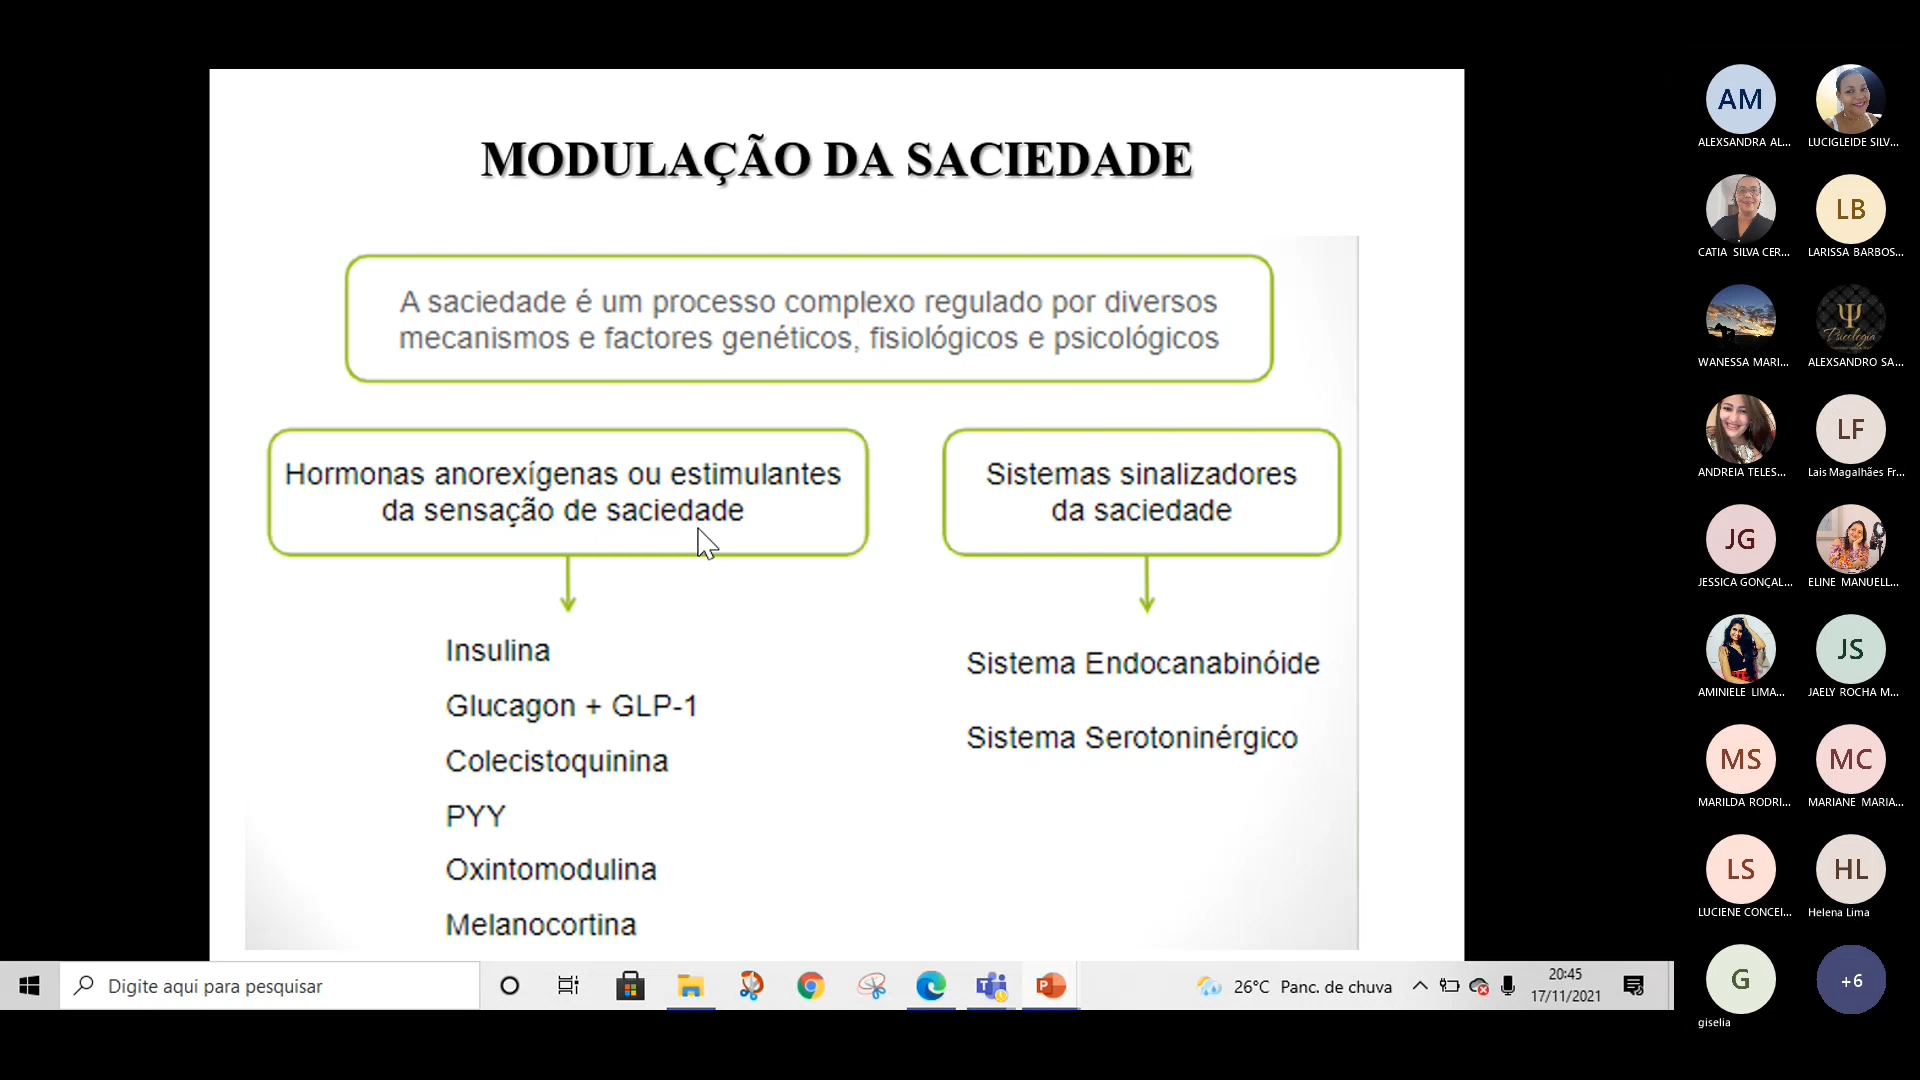 MODULAÇÃO DA SACIEDADE
A saciedade é um processo complexo regulado por diversos
mecanismos e factores genéticos, fisiológicos e psicológicos
Hormonas anorexígenas ou estimulantes
da sensação de saciedade
Sistemas sinalizadores
da saciedade
Insulina
Glucagon + GLP-1
Colecistoquinina
PYY
Oxintomodulina
Melanocortina
Sistema Endocanabinóide
Sistema Serotoninérgico
AM
ALEXSANDRA AL...
LUCIGLEIDE SILV...
CATIA SILVA CER...
LB
LARISSA BARBOS...
WANESSA MARI...
Ψ
Psicologia
ALEXSANDRO SA...
ANDREIA TELES...
LF
Lais Magalhães Fr...
JG
JESSICA GONÇAL...
ELINE MANUELL...
AMINIELE LIMA...
JS
JAELY ROCHA M...
MS
MARILDA RODRI...
MC
MARIANE MARIA...
LS
LUCIENE CONCEI...
HL
Helena Lima
G
giselia
+6
Digite aqui para pesquisar
26°C Panc. de chuva
20:45
17/11/2021